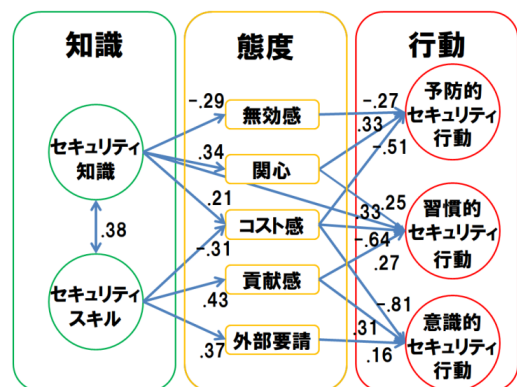 知識
態度
行動
セキュリティ
知識
.38
セキュリティ
スキル
-.29
.34
.21
-.31
.43
.37
無効感
関心
コスト感
貢献感
外部要請
-.27
.33
-.51
.25
.33
-.64
.27
-.81
.31
.16
予防的
セキュリティ
行動
習慣的
セキュリティ
行動
意識的
セキュリティ
行動